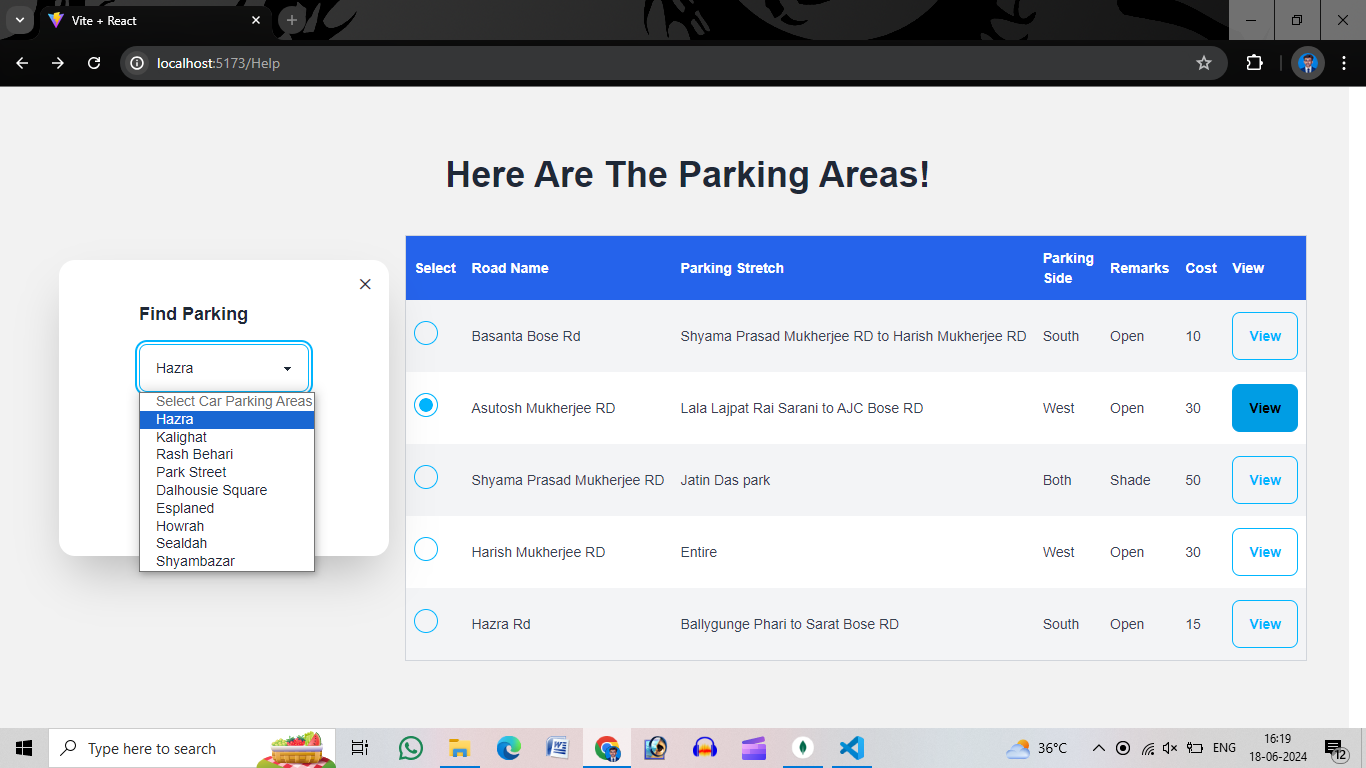 Vite + React
localhost:5173/Help
Here Are The Parking Areas!
Find Parking
Hazra
Select Car Parking Areas
Hazra
Kalighat
Rash Behari
Park Street
Dalhousie Square
Esplaned
Howrah
Sealdah
Shyambazar
Select Road Name Parking Stretch Parking Side Remarks Cost View
Basanta Bose Rd Shyama Prasad Mukherjee RD to Harish Mukherjee RD South Open 10 View
Asutosh Mukherjee RD Lala Lajpat Rai Sarani to AJC Bose RD West Open 30 View
Shyama Prasad Mukherjee RD Jatin Das park Both Shade 50 View
Harish Mukherjee RD Entire West Open 30 View
Hazra Rd Ballygunge Phari to Sarat Bose RD South Open 15 View
Type here to search
36°C
ENG
16:19
18-06-2024
12